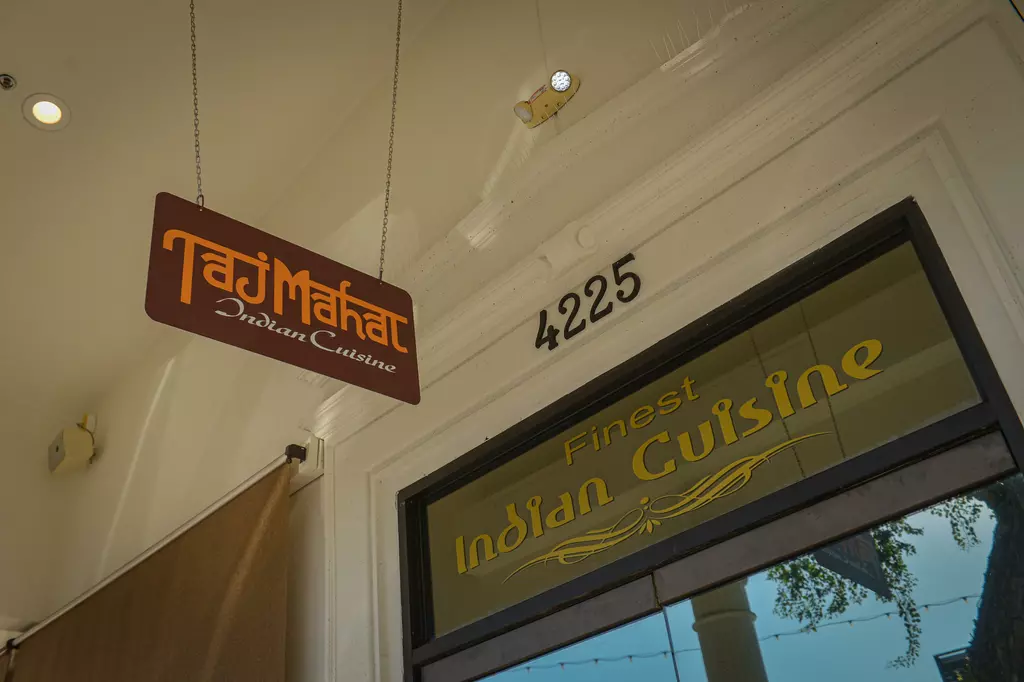 Taj Mahal
Indian Cuisine
4225
Finest
Indian Cuisine